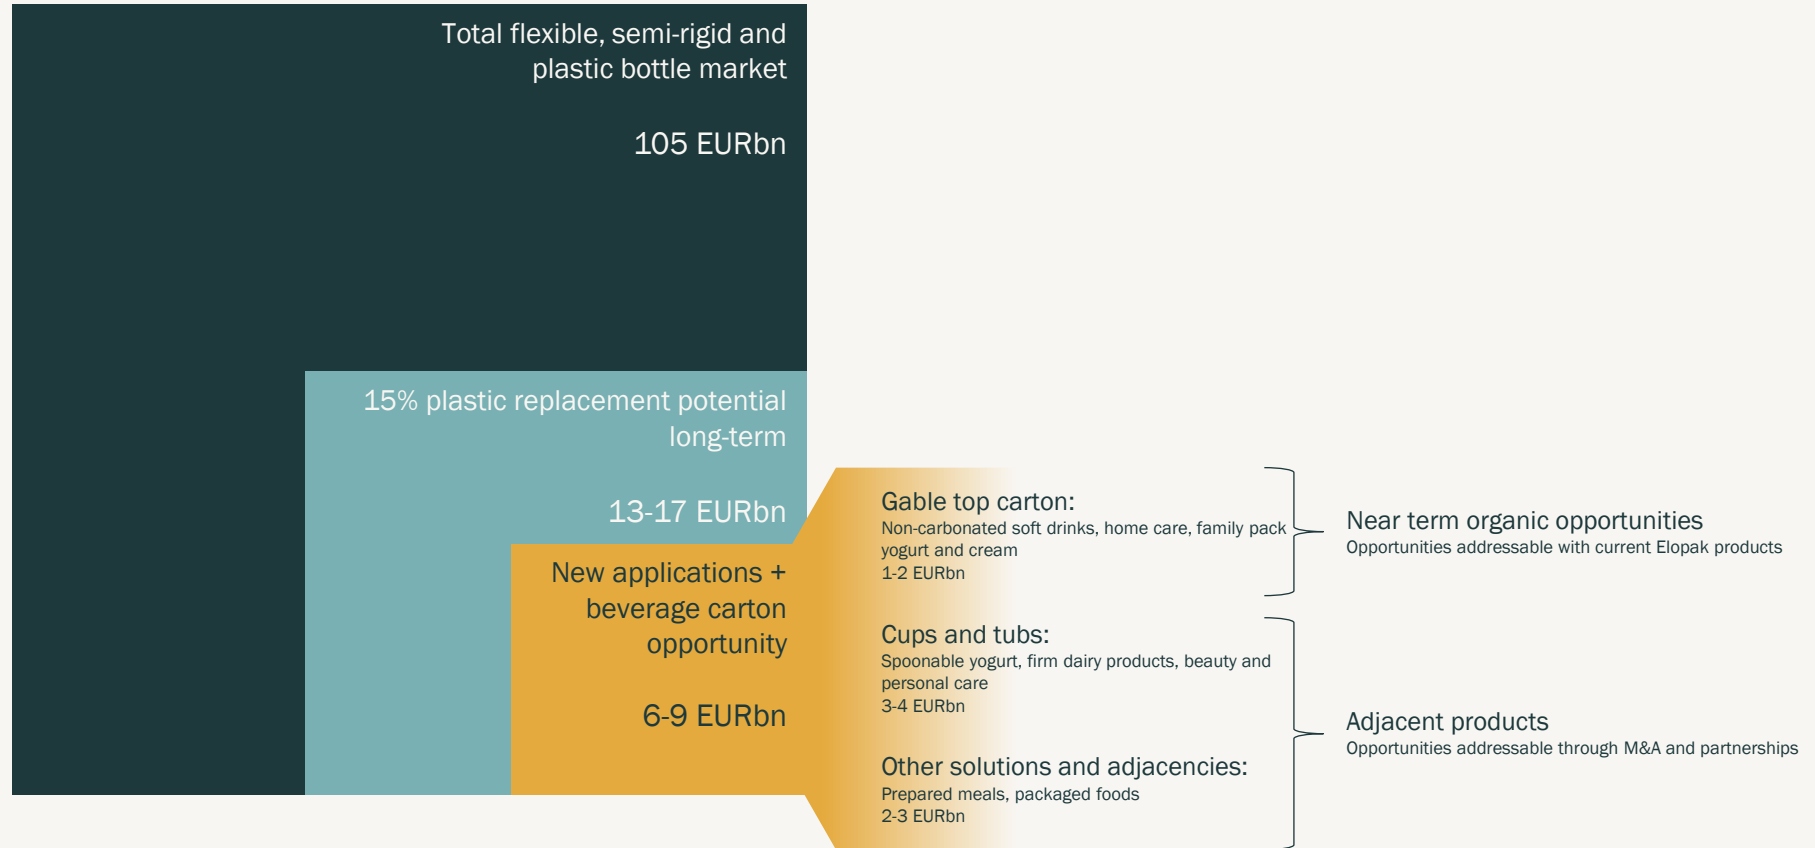 Total flexible, semi-rigid and
plastic bottle market
105 EURbn
15% plastic replacement potential
long-term
13-17 EURbn
New applications +
beverage carton
opportunity
6-9 EURbn
Gable top carton:
Non-carbonated soft drinks, home care, family pack
yogurt and cream
1-2 EURbn
Cups and tubs:
Spoonable yogurt, firm dairy products, beauty and
personal care
3-4 EURbn
Other solutions and adjacencies:
Prepared meals, packaged foods
2-3 EURbn
Near term organic opportunities
Opportunities addressable with current Elopak products
Adjacent products
Opportunities addressable through M&A and partnerships